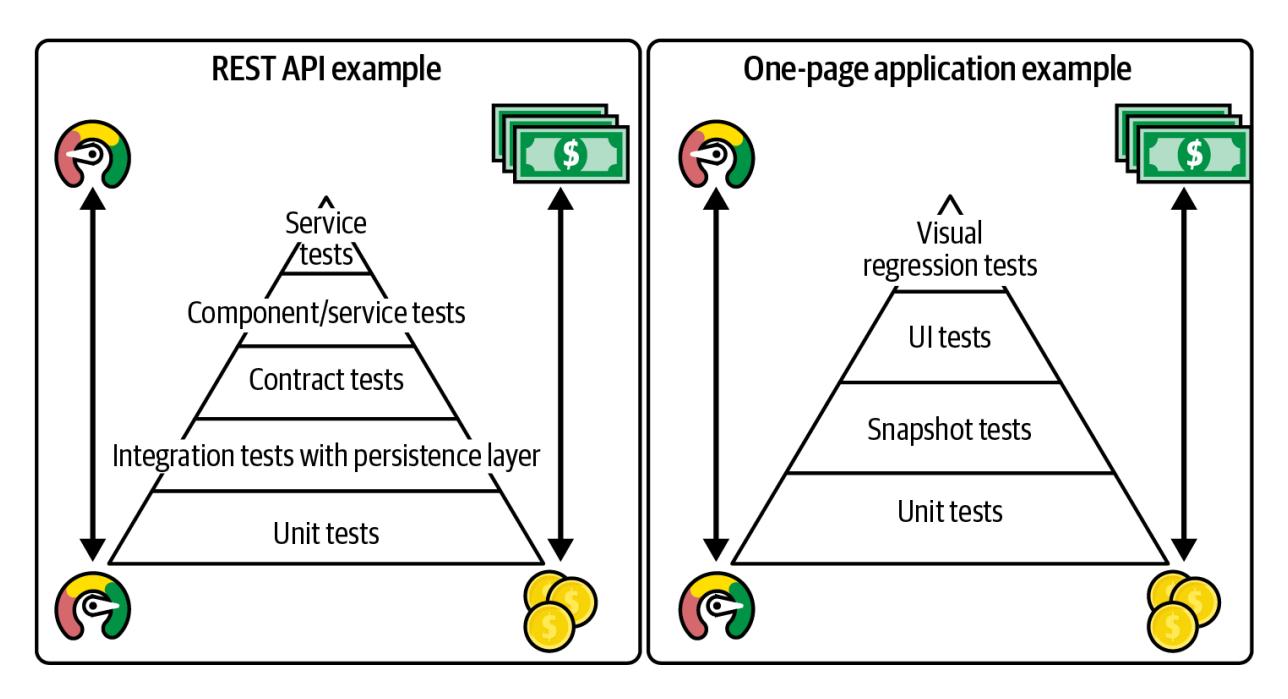 REST API example
$
Service
tests
Component/service tests
Contract tests
Integration tests with persistence layer
Unit tests
$
$
$
One-page application example
$
Visual
regression tests
UI tests
Snapshot tests
Unit tests
$
$
$